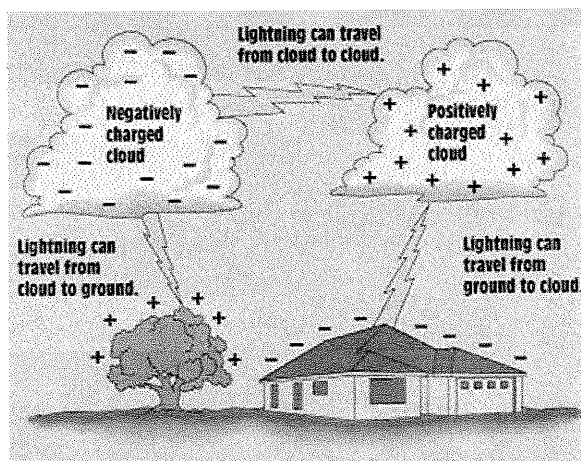 Lightning can travel
from cloud to cloud.
Negatively
charged
cloud
Positively
charged
cloud
Lightning can
travel from
cloud to ground.
Lightning can
travel from
ground to cloud.